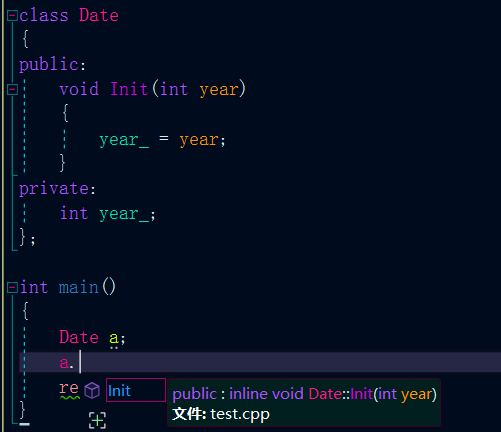 class Date
{
public:
void Init(int year)
{
year_ = year;
}
private:
int year_;
};
int main()
{
Date a;
a.
re
Init
public : inline void Date::Init(int year)
文件: test.cpp
}